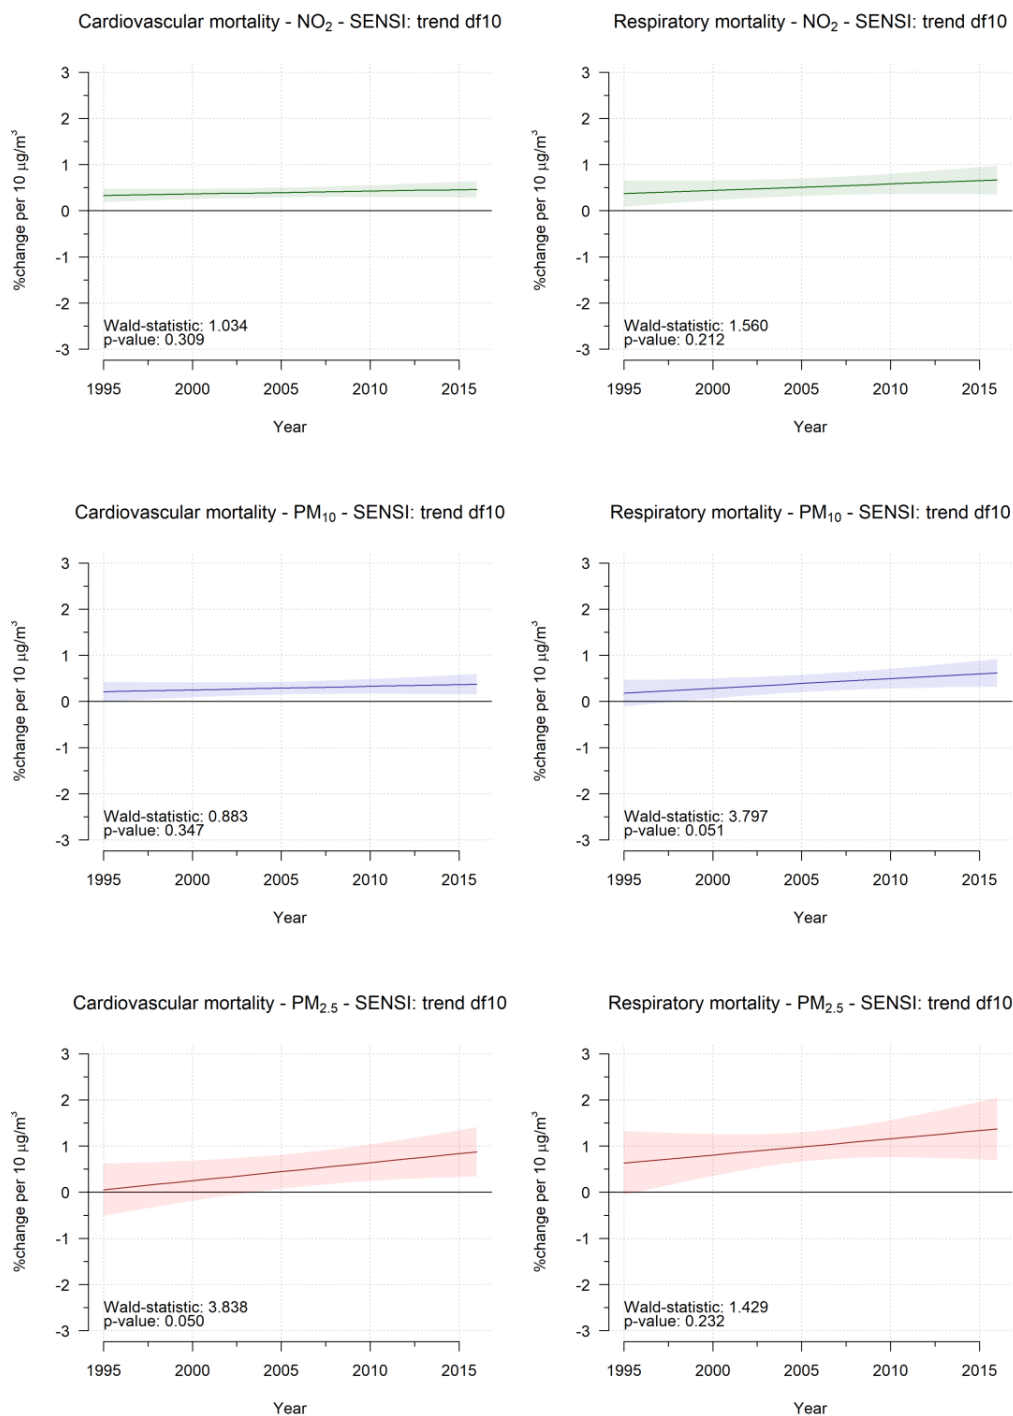 Cardiovascular mortality - NO₂ - SENSI: trend df10
%change per 10 µg/m³
3
2
1
0
-1
-2
-3
Wald-statistic: 1.034
p-value: 0.309
1995 2000 2005 2010 2015
Year
Respiratory mortality - NO₂ - SENSI: trend df10
%change per 10 µg/m³
3
2
1
0
-1
-2
-3
Wald-statistic: 1.560
p-value: 0.212
1995 2000 2005 2010 2015
Year
Cardiovascular mortality - PM₁₀ - SENSI: trend df10
%change per 10 µg/m³
3
2
1
0
-1
-2
-3
Wald-statistic: 0.883
p-value: 0.347
1995 2000 2005 2010 2015
Year
Respiratory mortality - PM₁₀ - SENSI: trend df10
%change per 10 µg/m³
3
2
1
0
-1
-2
-3
Wald-statistic: 3.797
p-value: 0.051
1995 2000 2005 2010 2015
Year
Cardiovascular mortality - PM₂.₅ - SENSI: trend df10
%change per 10 µg/m³
3
2
1
0
-1
-2
-3
Wald-statistic: 3.838
p-value: 0.050
1995 2000 2005 2010 2015
Year
Respiratory mortality - PM₂.₅ - SENSI: trend df10
%change per 10 µg/m³
3
2
1
0
-1
-2
-3
Wald-statistic: 1.429
p-value: 0.232
1995 2000 2005 2010 2015
Year